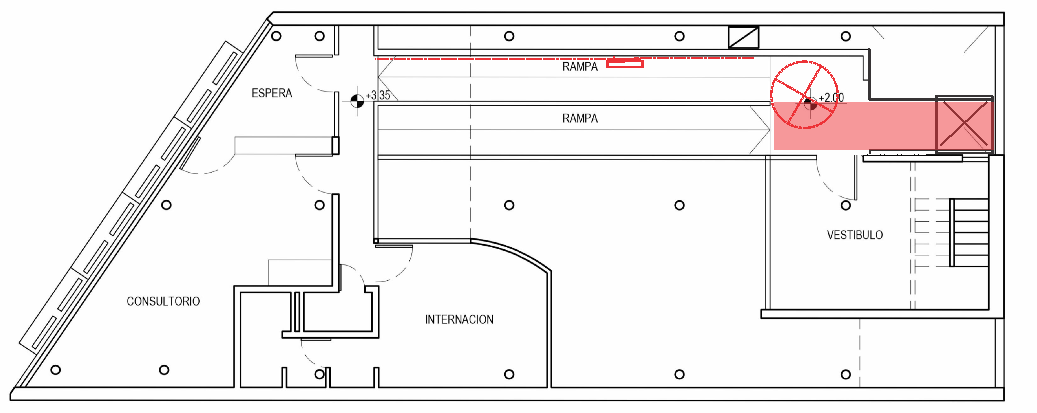 RAMPA
ESPERA
+3.35
+2.00
RAMPA
VESTIBULO
CONSULTORIO
INTERNACION